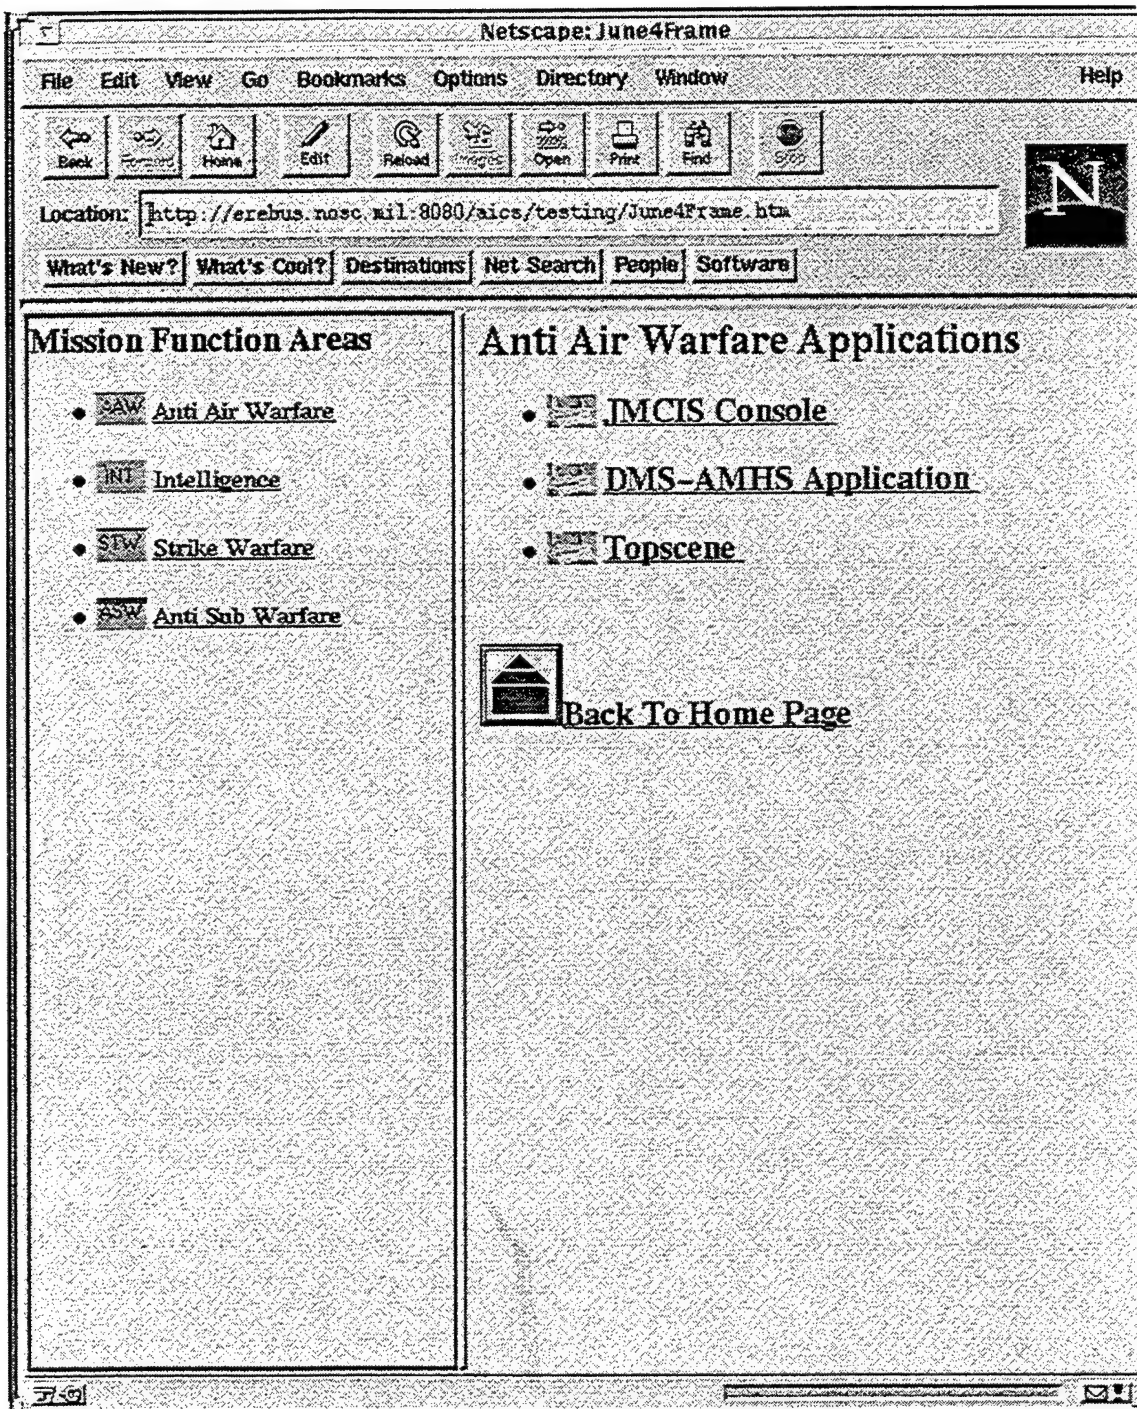 Netscape: June4Frame
File Edit View Go Bookmarks Options Directory Window Help
Back Forward Home Edit Reload Images Open Print Find Stop
N
Location: http://erebus.nosc.mil:8080/aics/testing/June4Frame.htm
What's New? What's Cool? Destinations Net Search People Software
Mission Function Areas
Anti Air Warfare
INT Intelligence
STW Strike Warfare
ASW Anti Sub Warfare
Anti Air Warfare Applications
JMCIS Console
DMS-AMHS Application
Topscene
Back To Home Page